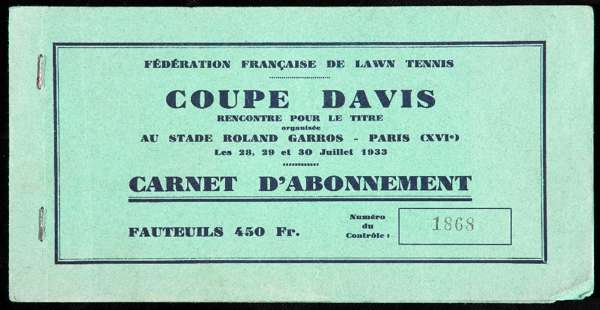 FÉDÉRATION FRANÇAISE DE LAWN TENNIS
COUPE DAVIS
RENCONTRE POUR LE TITRE
organisée
AU STADE ROLAND GARROS - PARIS (XVIe)
Les 28, 29 et 30 Juillet 1933
CARNET D'ABONNEMENT
FAUTEUILS 450 Fr.
Numéro
du
Contrôle :
1868